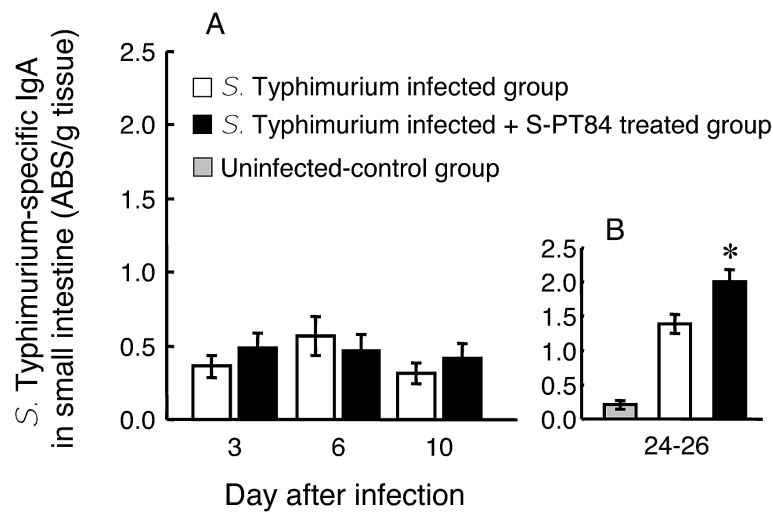 A
S. Typhimurium-specific IgA
in small intestine (ABS/g tissue)
2.5
2.0
1.5
1.0
0.5
0.0
S. Typhimurium infected group
S. Typhimurium infected + S-PT84 treated group
Uninfected-control group
3 6 10
B
2.5
2.0
1.5
1.0
0.5
0.0
*
24-26
Day after infection